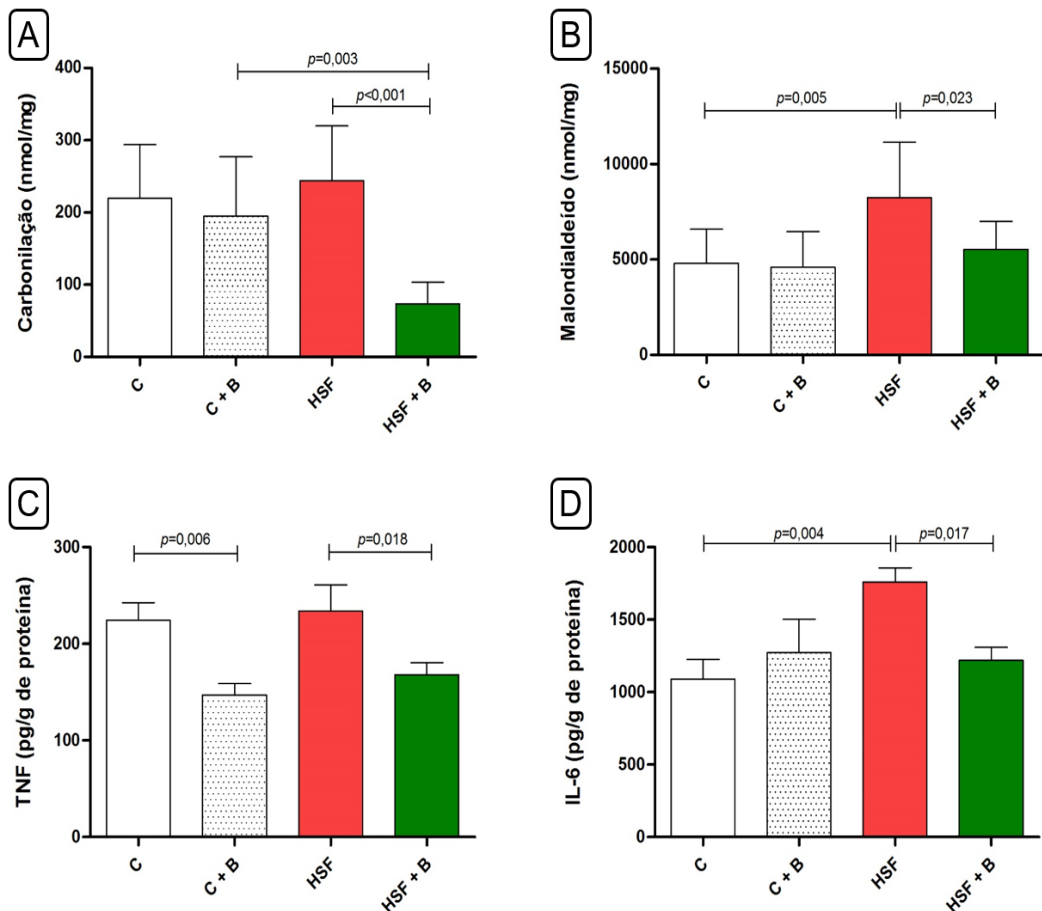 A
p=0,003
p<0,001
400
300
200
100
0
Carbonilação (nmol/mg)
C
C + B
HSF
HSF + B
B
p=0,005
p=0,023
15000
10000
5000
0
Malondialdeído (nmol/mg)
C
C + B
HSF
HSF + B
C
p=0,006
p=0,018
300
200
100
0
TNF (pg/g de proteína)
C
C + B
HSF
HSF + B
D
p=0,004
p=0,017
2000
1500
1000
500
0
IL-6 (pg/g de proteína)
C
C + B
HSF
HSF + B